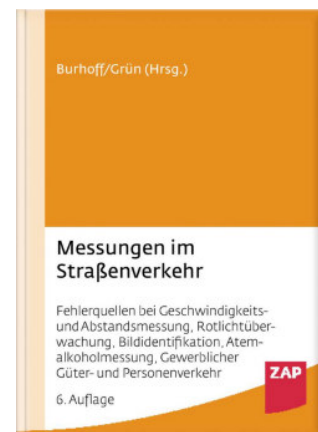 Burhoff/Grün (Hrsg.)
Messungen im
Straßenverkehr
Fehlerquellen bei Geschwindigkeits-
und Abstandsmessung, Rotlichtüber-
wachung, Bildidentifikation, Atem-
alkoholmessung, Gewerblicher
Güter- und Personenverkehr
ZAP
6. Auflage